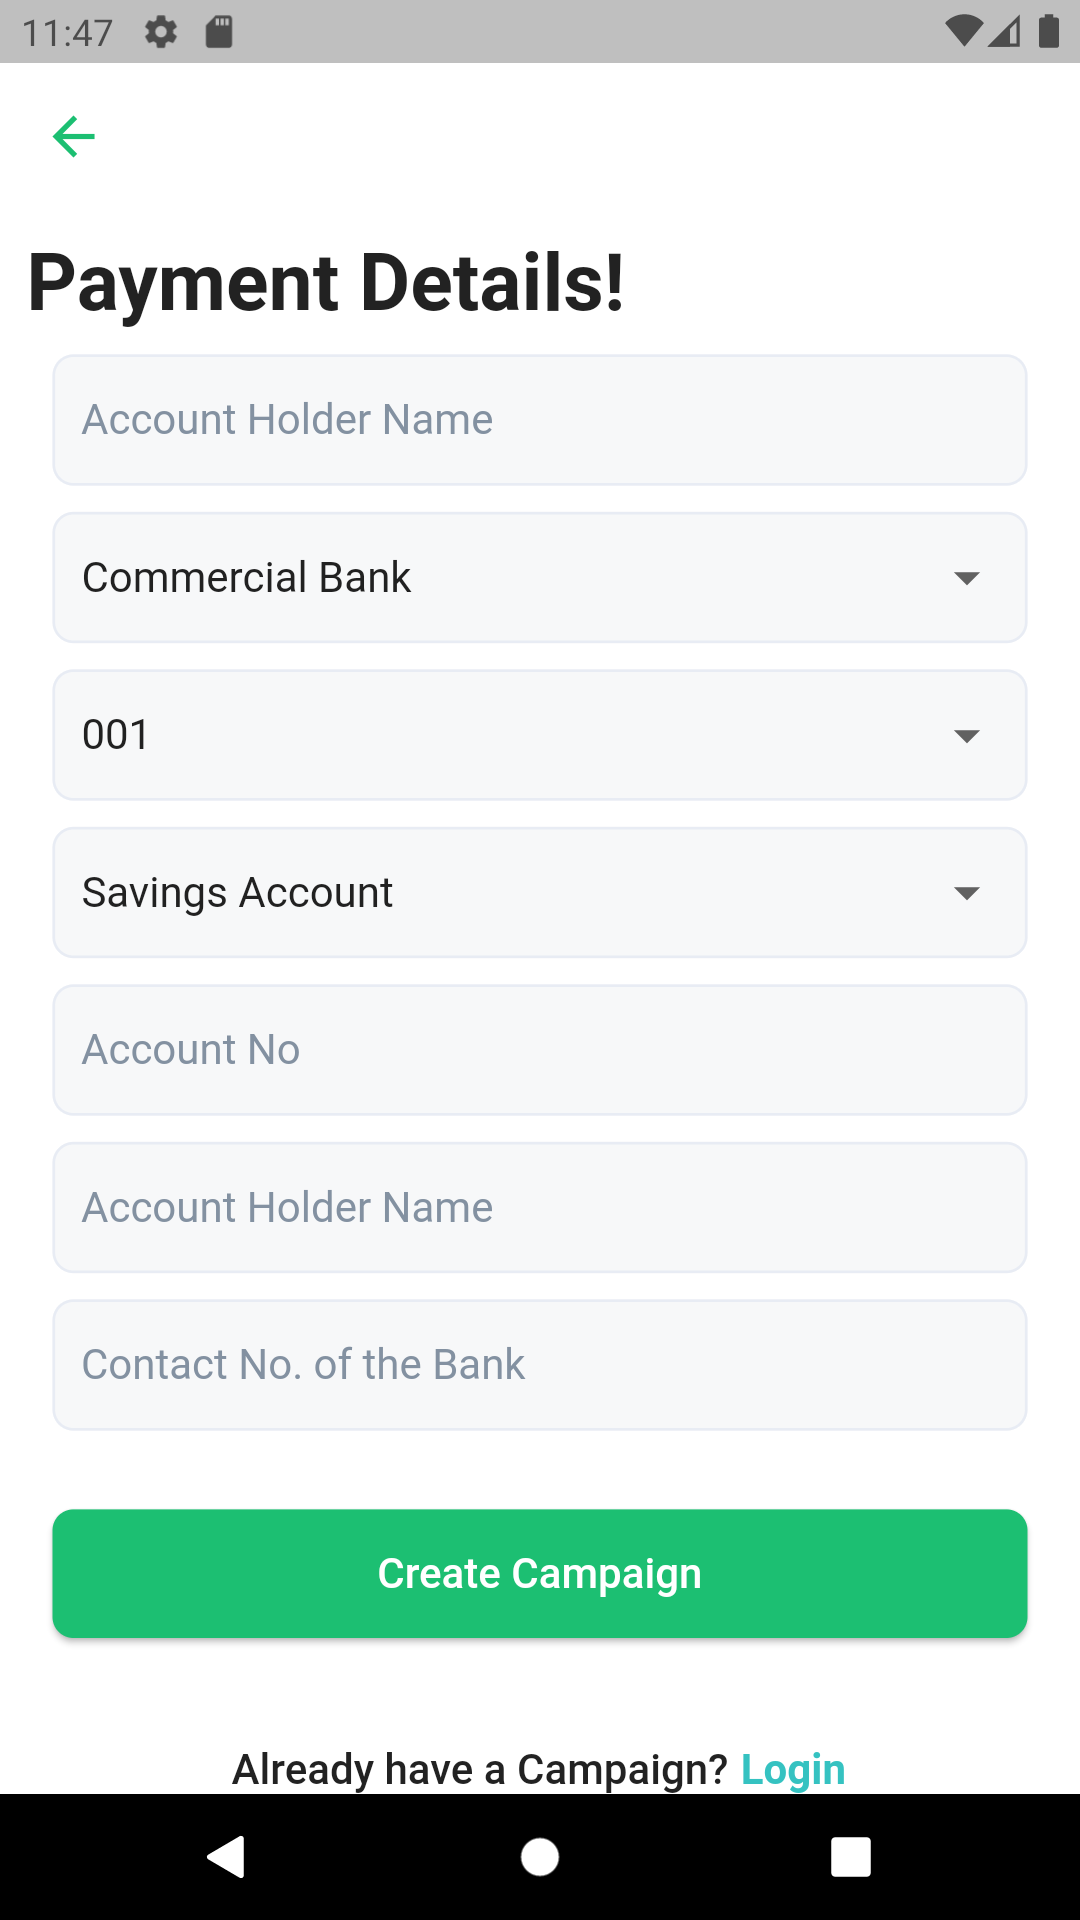 11:47
Payment Details!
Account Holder Name
Commercial Bank
001
Savings Account
Account No
Account Holder Name
Contact No. of the Bank
Create Campaign
Already have a Campaign? Login